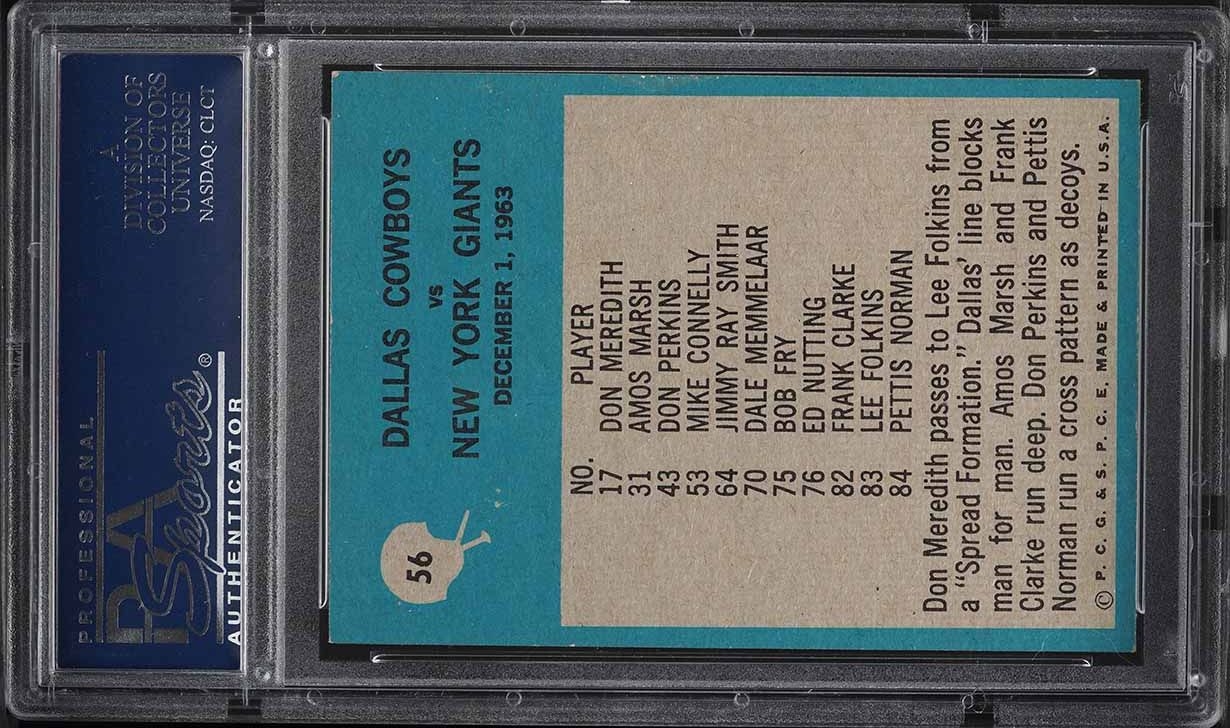 PROFESSIONAL
PSA
Sports®
AUTHENTICATOR
A
DIVISION OF
COLLECTORS
UNIVERSE
NASDAQ: CLCT
56
DALLAS COWBOYS
vs
NEW YORK GIANTS
DECEMBER 1, 1963
NO. PLAYER
17 DON MEREDITH
31 AMOS MARSH
43 DON PERKINS
53 MIKE CONNELLY
64 JIMMY RAY SMITH
70 DALE MEMMELAAR
75 BOB FRY
76 ED NUTTING
82 FRANK CLARKE
83 LEE FOLKINS
84 PETTIS NORMAN
Don Meredith passes to Lee Folkins from
a "Spread Formation." Dallas' line blocks
man for man. Amos Marsh and Frank
Clarke run deep. Don Perkins and Pettis
Norman run a cross pattern as decoys.
© P. C. G. & S. P. C. E. MADE & PRINTED IN U.S.A.